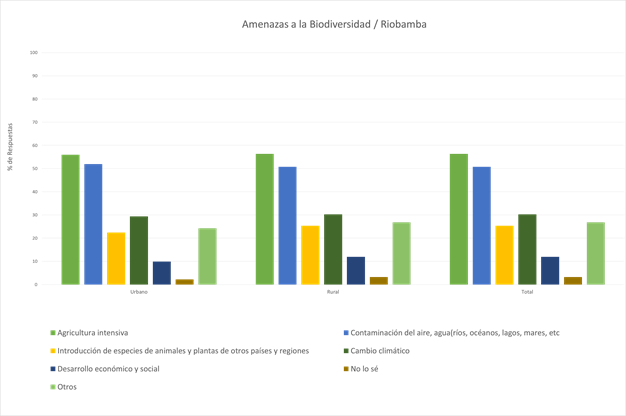 Amenazas a la Biodiversidad / Riobamba
% de Respuestas
100
90
80
70
60
50
40
30
20
10
0
Urbano
Rural
Total
Agricultura intensiva
Contaminación del aire, agua(ríos, océanos, lagos, mares, etc
Introducción de especies de animales y plantas de otros países y regiones
Cambio climático
Desarrollo económico y social
No lo sé
Otros